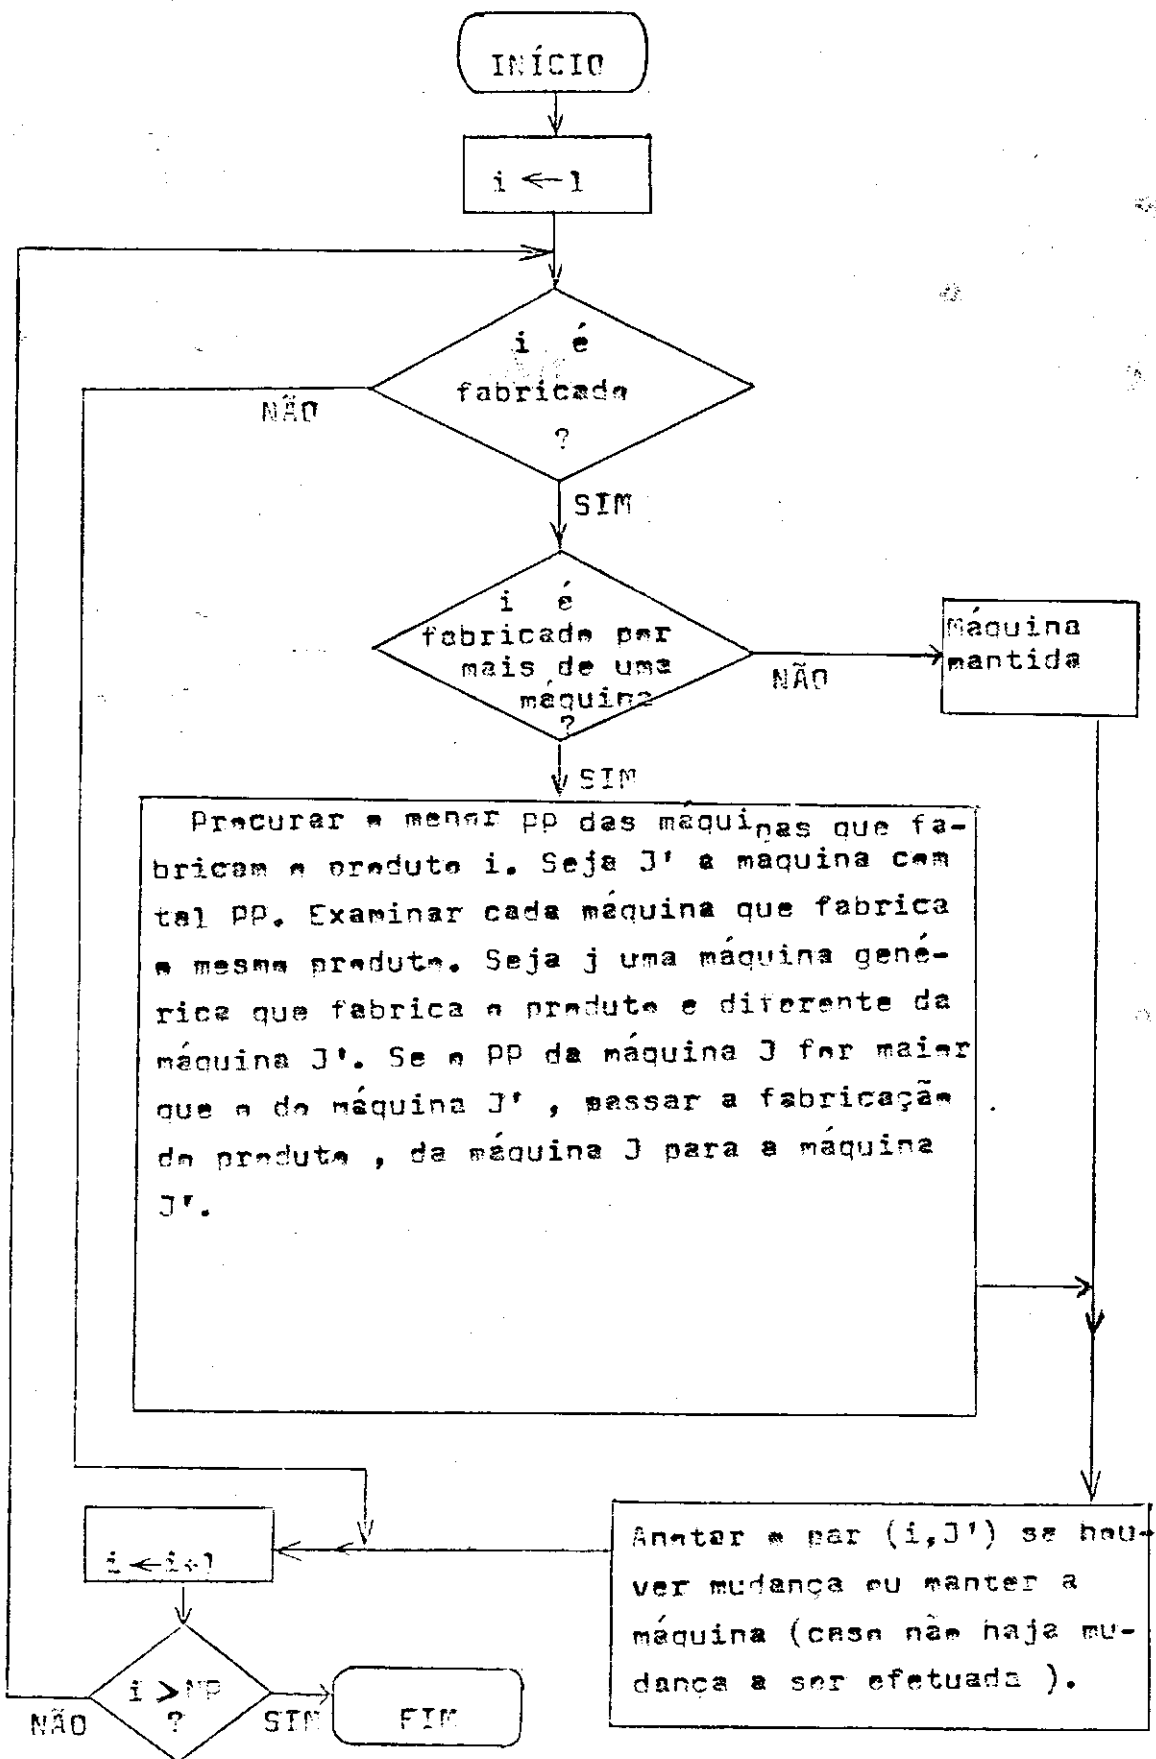 INÍCIO
i ← 1
i é
fabricado
?
NÃO
SIM
i é
fabricado por
mais de uma
máquina
?
NÃO
Máquina
mantida
SIM
Procurar o menor PP das máquinas que fa-
bricam o produto i. Seja J' a maquina com
tal PP. Examinar cada máquina que fabrica
o mesmo produto. Seja j uma máquina gené-
rica que fabrica o produto e diferente da
máquina J'. Se o PP da máquina J for maior
que o da máquina J' , passar a fabricação
do produto , da máquina J para a máquina
J'.
i ← i+1
Anotar o par (i,J') se hou-
ver mudança ou manter a
máquina (caso não haja mu-
dança a ser efetuada ).
i > NP
?
NÃO
SIM
FIM